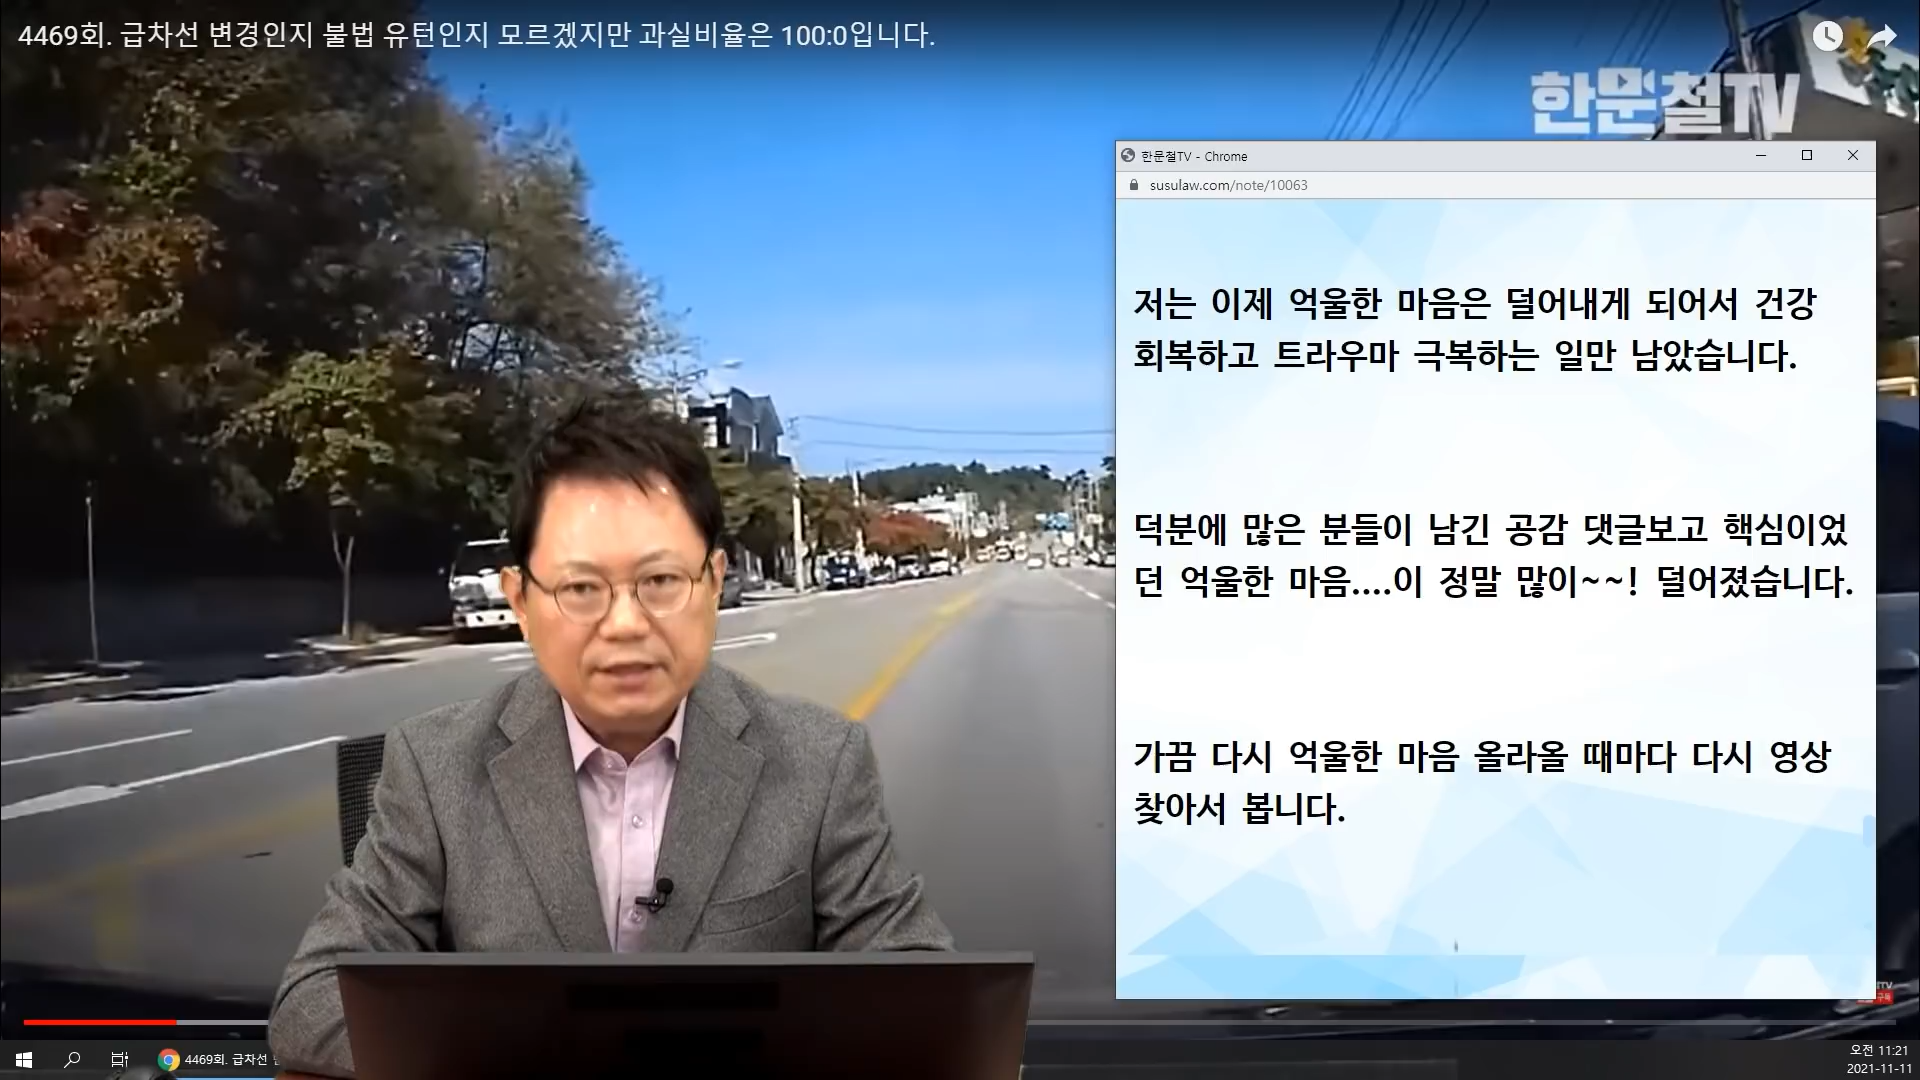 4469회. 급차선 변경인지 불법 유턴인지 모르겠지만 과실비율은 100:0입니다.
한문철TV
한문철TV - Chrome
susulaw.com/note/10063
저는 이제 억울한 마음은 덜어내게 되어서 건강
회복하고 트라우마 극복하는 일만 남았습니다.
덕분에 많은 분들이 남긴 공감 댓글보고 핵심이었
던 억울한 마음....이 정말 많이~~! 덜어졌습니다.
가끔 다시 억울한 마음 올라올 때마다 다시 영상
찾아서 봅니다.
TV
구독
4469회. 급차선
오전 11:21
2021-11-11